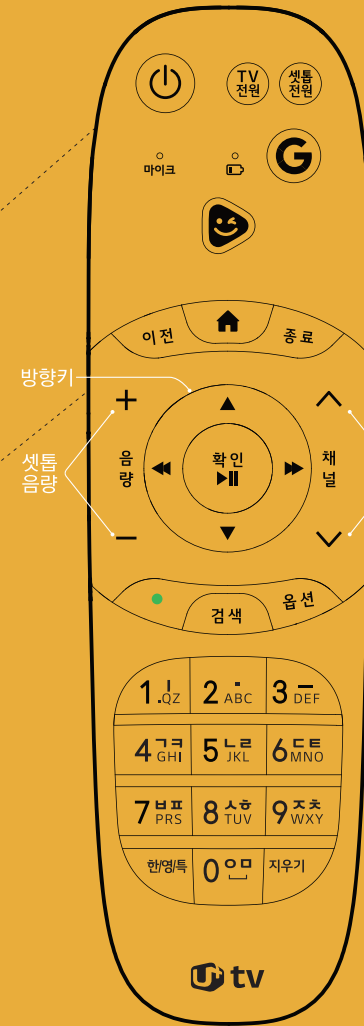 TV
전원
셋톱
전원
G
마이크
이전
종료
방향키
음
량
확인
채
널
셋톱
음량
검색
옵션
1 . ㅣ QZ
2 · ABC
3 ㅡ DEF
4 ㄱㅋ GHI
5 ㄴㄹ JKL
6 ㄷㅌ MNO
7 ㅂㅍ PRS
8 ㅅㅎ TUV
9 ㅈㅊ WXY
한/영/특
0 ㅇㅁ
지우기
U+ tv